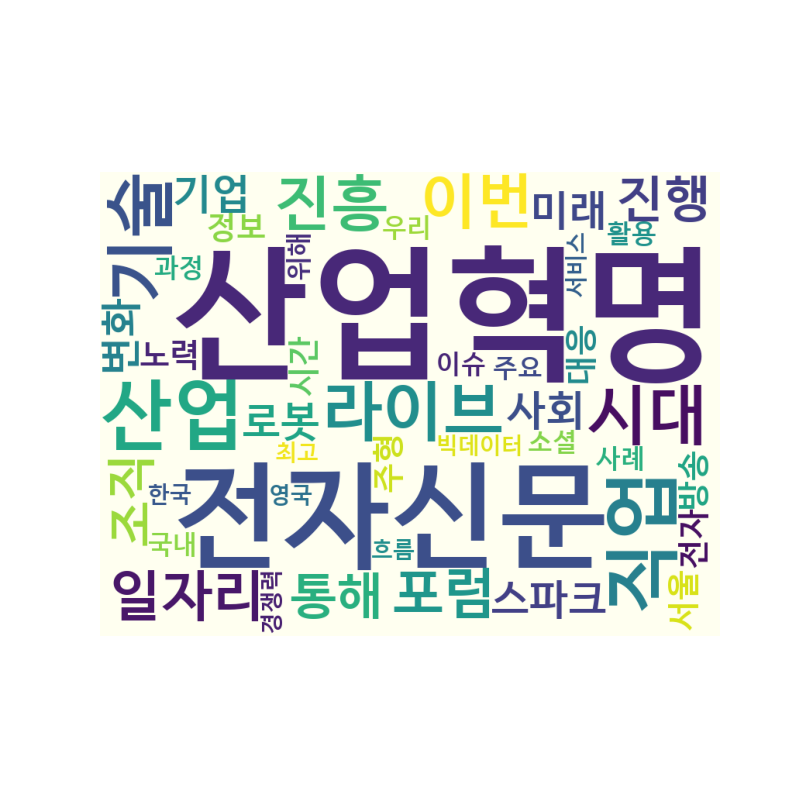 기술
기업
진흥
이번
미래
진행
정보
우리
활용
과정
위해
서비스
산업혁명
변화
노력
시간
이슈
주요
대응
산업
로봇
라이브
사회
시대
최고
주형
빅데이터
소셜
사례
방송
조직
한국
영국
전자신문
직업
국내
흐름
전자
일자리
경쟁력
통해
포럼
스파크
서울